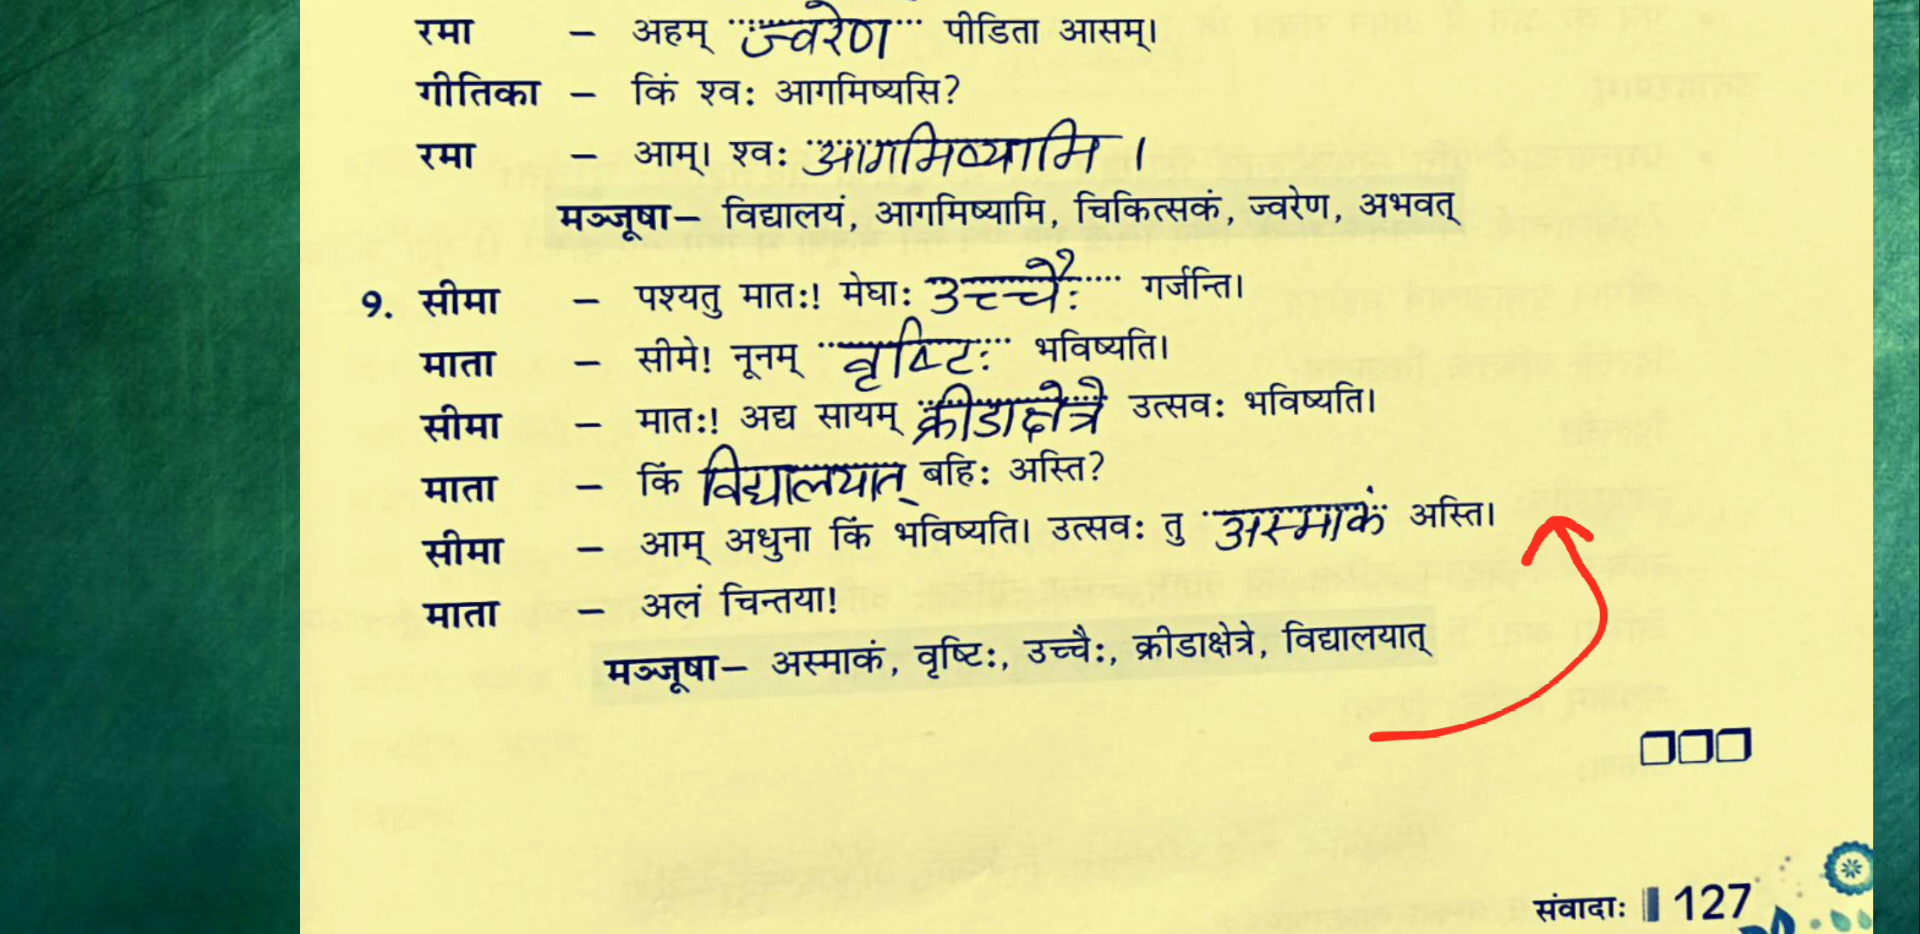 रमा – अहम् ज्वरेण पीडिता आसम्।
गीतिका – किं श्वः आगमिष्यसि?
रमा – आम्। श्वः आगमिष्यामि।
मञ्जूषा– विद्यालयं, आगमिष्यामि, चिकित्सकं, ज्वरेण, अभवत्
9. सीमा – पश्यतु मातः! मेघाः उच्चैः गर्जन्ति।
माता – सीमे! नूनम् वृष्टिः भविष्यति।
सीमा – मातः! अद्य सायम् क्रीडाक्षेत्रे उत्सवः भविष्यति।
माता – किं विद्यालयात् बहिः अस्ति?
सीमा – आम् अधुना किं भविष्यति। उत्सवः तु अस्माकं अस्ति।
माता – अलं चिन्तया!
मञ्जूषा– अस्माकं, वृष्टिः, उच्चैः, क्रीडाक्षेत्रे, विद्यालयात्
संवादाः 127